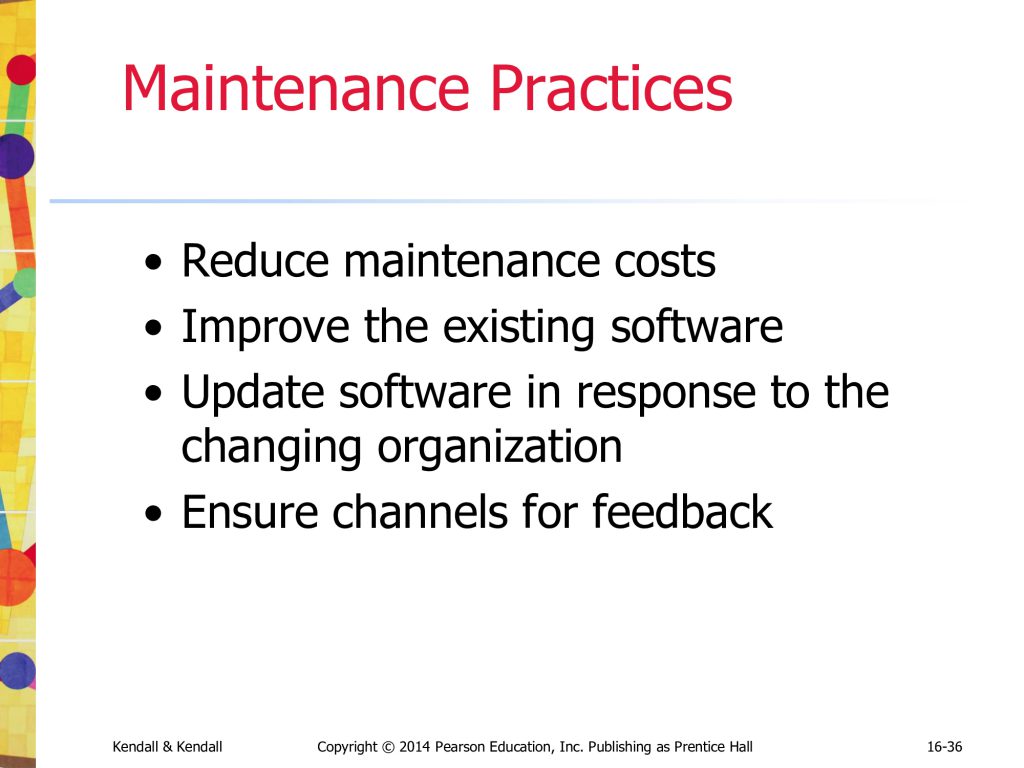 Maintenance Practices
• Reduce maintenance costs
• Improve the existing software
• Update software in response to the
changing organization
• Ensure channels for feedback
Kendall & Kendall Copyright © 2014 Pearson Education, Inc. Publishing as Prentice Hall 16-36